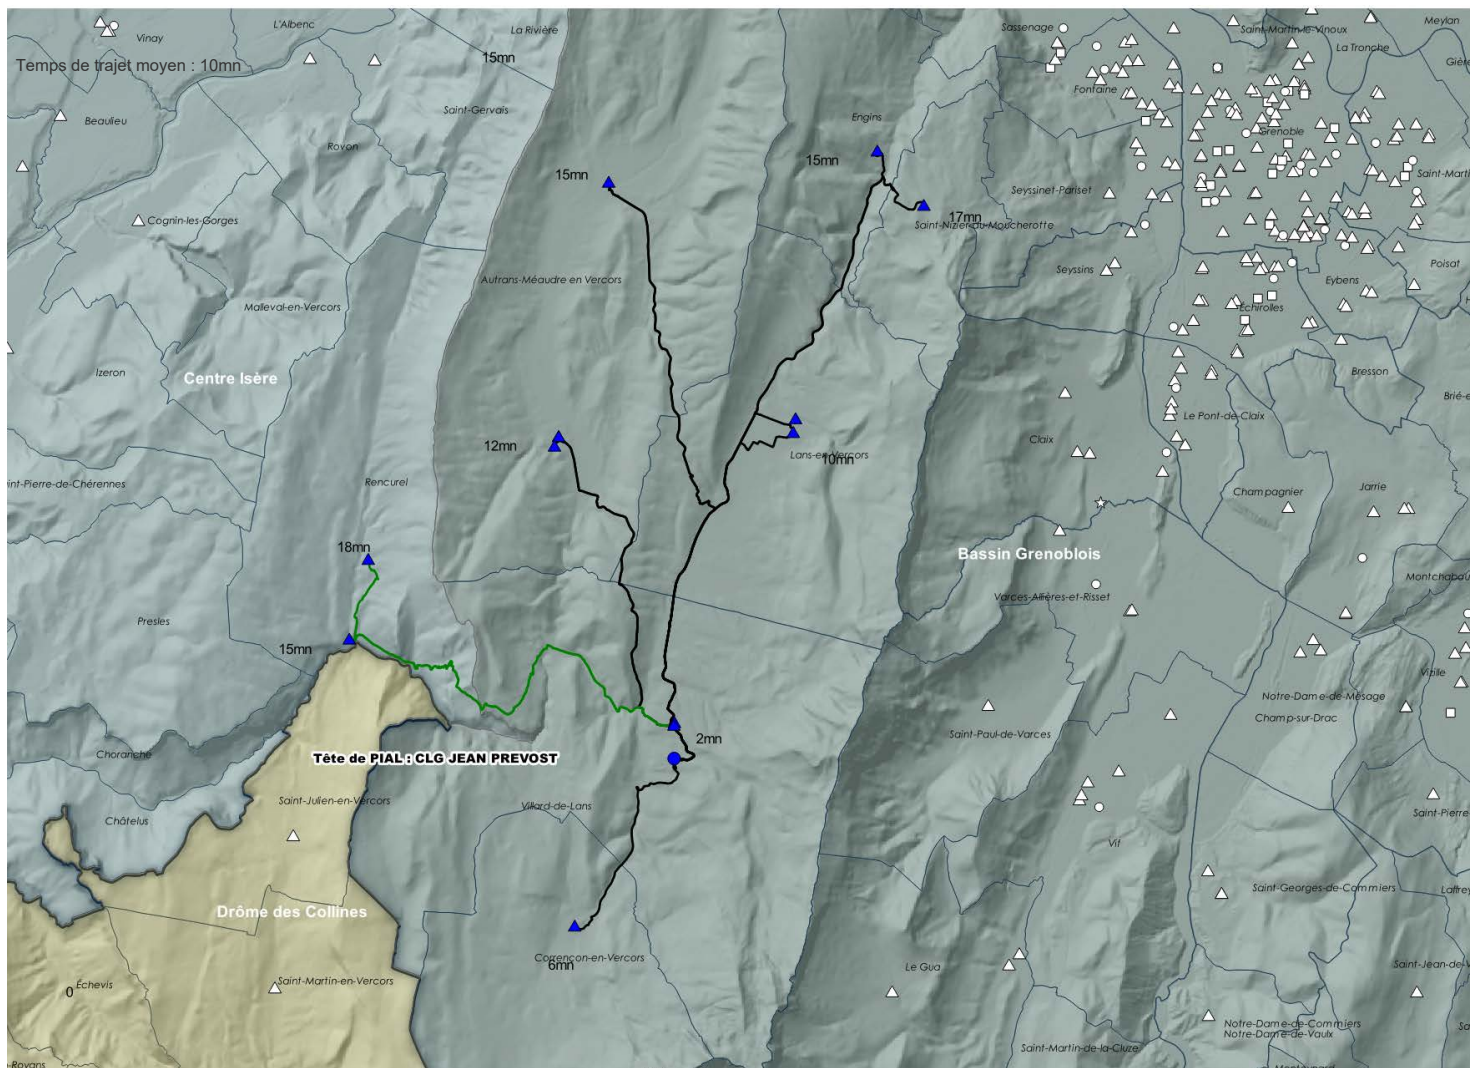 L'Albenc
La Rivière
Vinay
15mn
Temps de trajet moyen : 10mn
Sassenage
Saint-Martin-le-Vinoux
Meylan
La Tronche
Fontaine
Saint-Gervais
Beaulieu
Engins
Grenoble
Rovon
15mn
15mn
Seyssinet-Pariset
Cognin-les-Gorges
17mn
Saint-Nizier-du-Moucherotte
Seyssins
Poisat
Autrans-Méaudre en Vercors
Eybens
Malleval-en-Vercors
Echirolles
Izeron
Centre Isère
Bresson
Le Pont-de-Claix
12mn
Claix
Lans-en-Vercors
10mn
Rencurel
Champagnier
Jarrie
18mn
Bassin Grenoblois
Varces-Allières-et-Risset
Presles
15mn
Vizille
Notre-Dame-de-Mésage
Champ-sur-Drac
Saint-Paul-de-Varces
2mn
Choranche
Tête de PIAL : CLG JEAN PREVOST
Saint-Julien-en-Vercors
Villard-de-Lans
Châtelus
Vif
Saint-Georges-de-Commiers
Drôme des Collines
Corrençon-en-Vercors
6mn
Le Gua
Saint-Martin-en-Vercors
Échevis
0
Notre-Dame-de-Commiers
Notre-Dame-de-Vaulx
Saint-Martin-de-la-Cluze